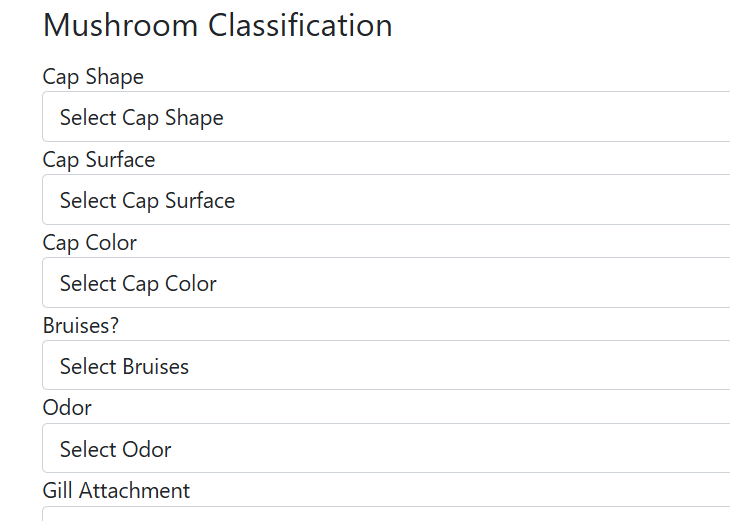 Mushroom Classification
Cap Shape
Select Cap Shape
Cap Surface
Select Cap Surface
Cap Color
Select Cap Color
Bruises?
Select Bruises
Odor
Select Odor
Gill Attachment